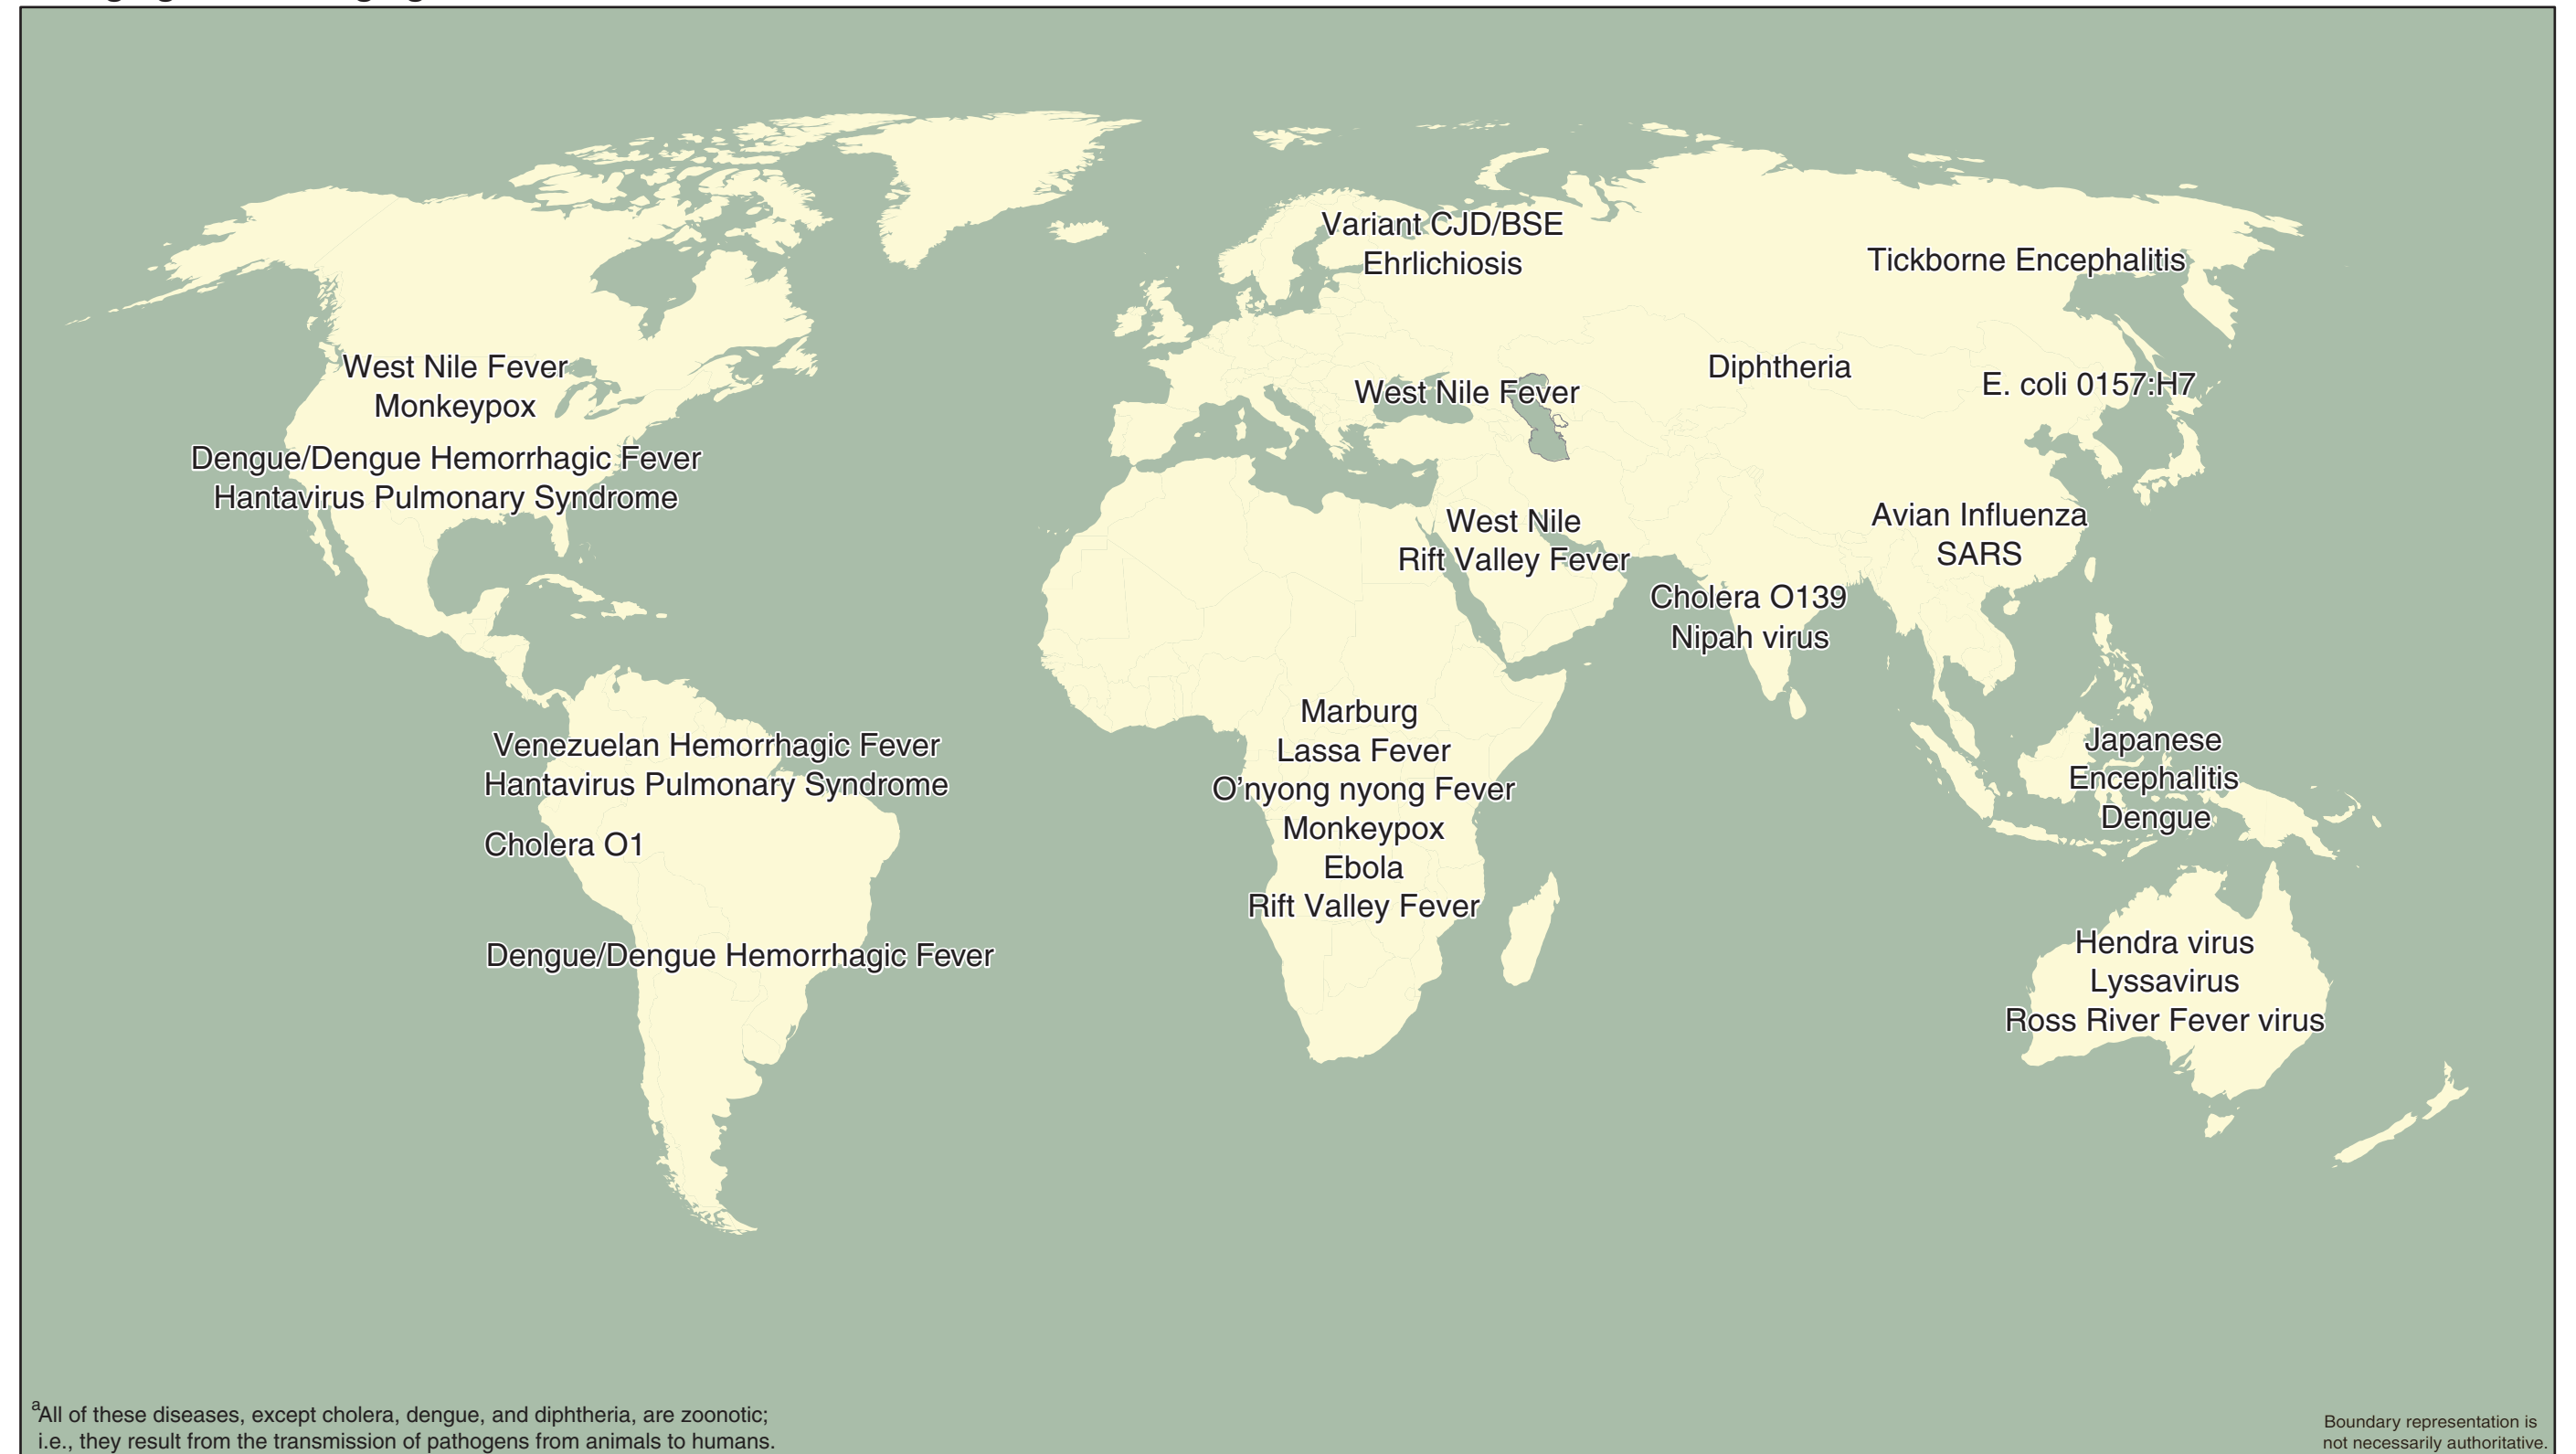 Variant CJD/BSE
Ehrlichiosis
Tickborne Encephalitis
West Nile Fever
Monkeypox
Dengue/Dengue Hemorrhagic Fever
Hantavirus Pulmonary Syndrome
West Nile Fever
Diphtheria
E. coli 0157:H7
West Nile
Rift Valley Fever
Avian Influenza
SARS
Cholera O139
Nipah virus
Venezuelan Hemorrhagic Fever
Hantavirus Pulmonary Syndrome
Cholera O1
Dengue/Dengue Hemorrhagic Fever
Marburg
Lassa Fever
O’nyong nyong Fever
Monkeypox
Ebola
Rift Valley Fever
Japanese
Encephalitis
Dengue
Hendra virus
Lyssavirus
Ross River Fever virus
aAll of these diseases, except cholera, dengue, and diphtheria, are zoonotic;
i.e., they result from the transmission of pathogens from animals to humans.
Boundary representation is
not necessarily authoritative.